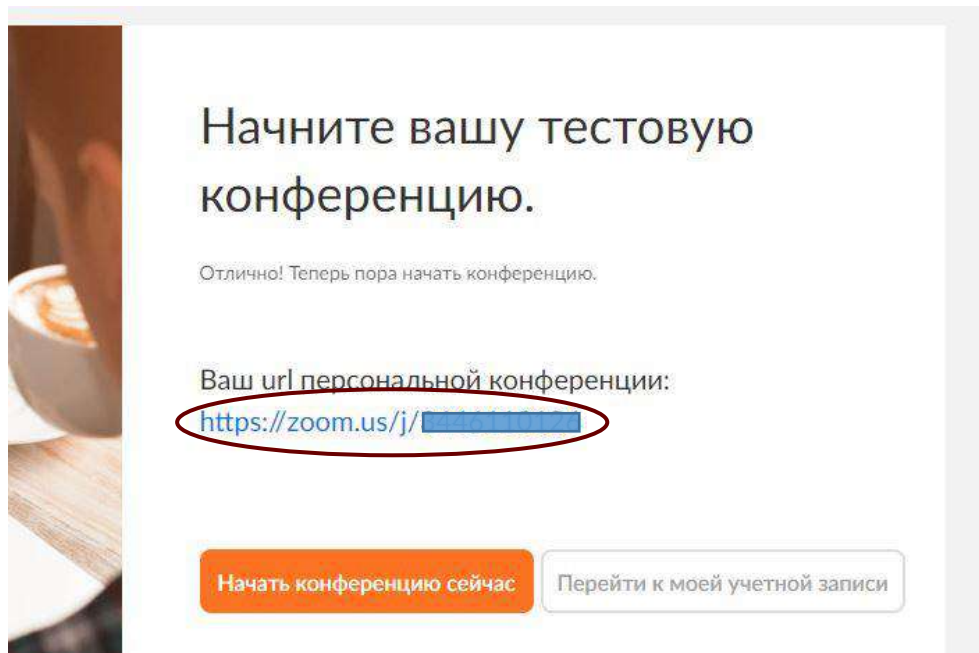 Начните вашу тестовую
конференцию.
Отлично! Теперь пора начать конференцию.
Ваш url персональной конференции:
https://zoom.us/j/
Начать конференцию сейчас
Перейти к моей учетной записи